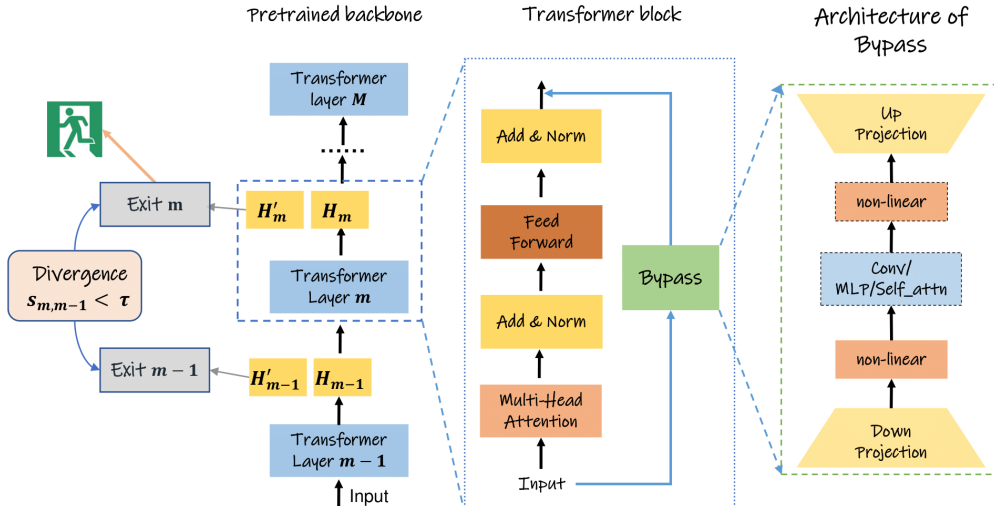 Pretrained backbone
Transformer
layer M
Exit m
H′m
Hm
Divergence
sm,m−1 < τ
Transformer
Layer m
Exit m − 1
H′m−1
Hm−1
Transformer
Layer m − 1
Input
Transformer block
Add & Norm
Feed
Forward
Bypass
Add & Norm
Multi-Head
Attention
Input
Architecture of
Bypass
Up
Projection
non-linear
Conv/
MLP/Self_attn
non-linear
Down
Projection